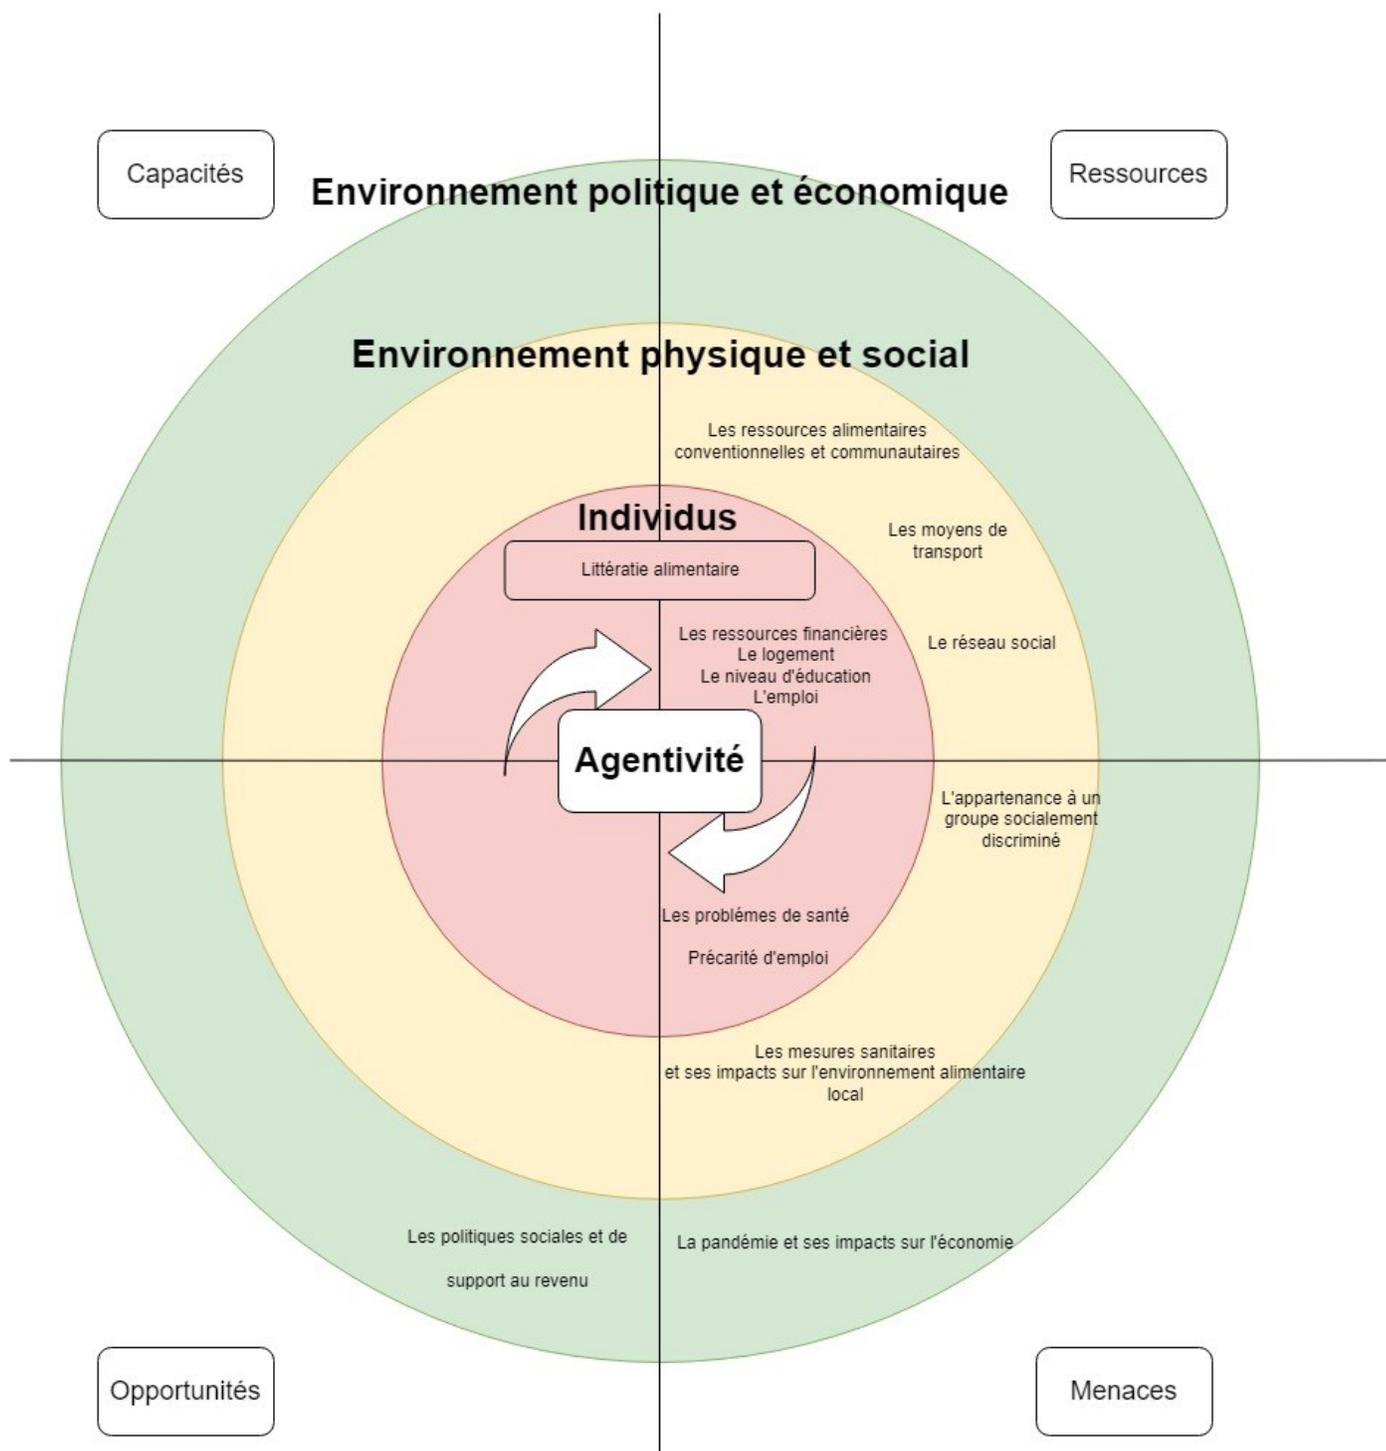 Capacités
Ressources
Environnement politique et économique
Environnement physique et social
Les ressources alimentaires
conventionnelles et communautaires
Individus
Les moyens de
transport
Littératie alimentaire
Les ressources financières
Le logement
Le niveau d'éducation
L'emploi
Le réseau social
Agentivité
L'appartenance à un
groupe socialement
discriminé
Les problémes de santé
Précarité d'emploi
Les mesures sanitaires
et ses impacts sur l'environnement alimentaire
local
Les politiques sociales et de
support au revenu
La pandémie et ses impacts sur l'économie
Opportunités
Menaces